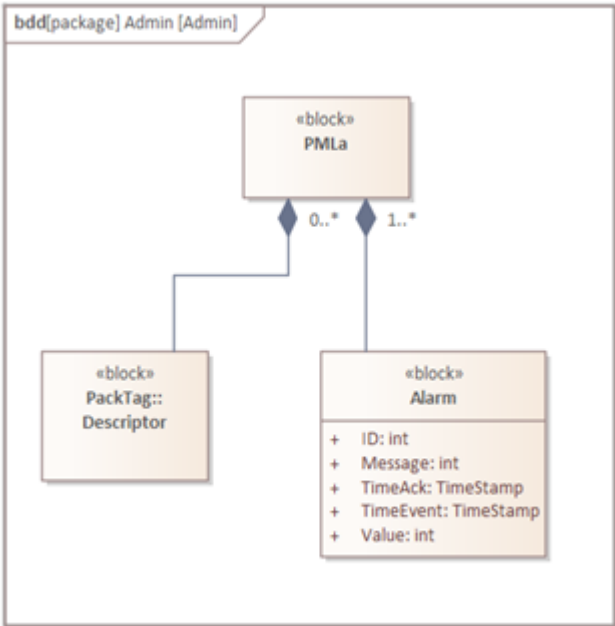 bdd[package] Admin [Admin]
«block»
PMLa
0..*
1..*
«block»
PackTag::
Descriptor
«block»
Alarm
+ ID: int
+ Message: int
+ TimeAck: TimeStamp
+ TimeEvent: TimeStamp
+ Value: int